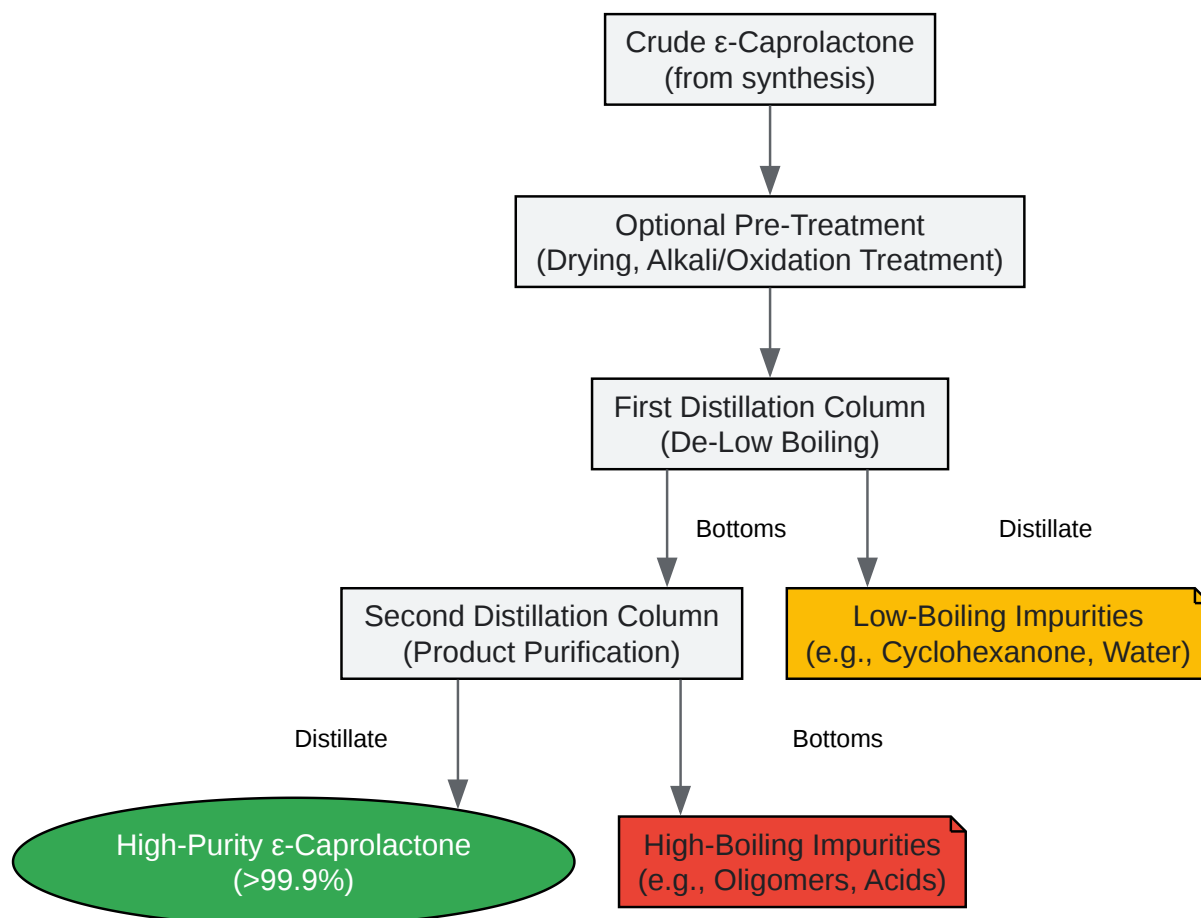 Crude ε-Caprolactone
(from synthesis)
Optional Pre-Treatment
(Drying, Alkali/Oxidation Treatment)
First Distillation Column
(De-Low Boiling)
Bottoms
Distillate
Second Distillation Column
(Product Purification)
Low-Boiling Impurities
(e.g., Cyclohexanone, Water)
Distillate
Bottoms
High-Purity ε-Caprolactone
(>99.9%)
High-Boiling Impurities
(e.g., Oligomers, Acids)